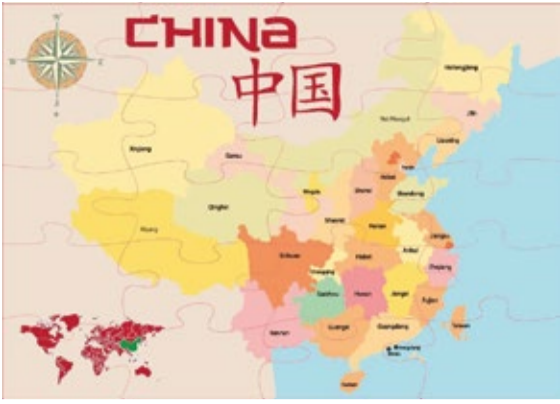 CHINA
中国
N
Heilongjiang
Jilin
Nei Mongol
Liaoning
Xinjiang
Gansu
Hebei
Shanxi
Ningxia
Shandong
Qinghai
Shaanxi
Henan
Jiangsu
Xizang
Sichuan
Hubei
Anhui
Chongqing
Zhejiang
Guizhou
Hunan
Jiangxi
Fujian
Yunnan
Guangxi
Guangdong
Taiwan
Hainan